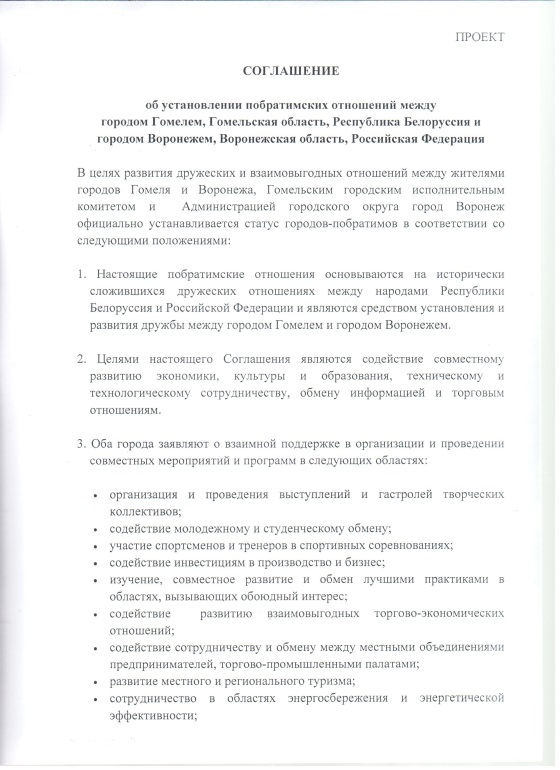 ПРОЕКТ
СОГЛАШЕНИЕ
об установлении побратимских отношений между
городом Гомелем, Гомельская область, Республика Белоруссия и
городом Воронежем, Воронежская область, Российская Федерация
В целях развития дружеских и взаимовыгодных отношений между жителями
городов Гомеля и Воронежа, Гомельским городским исполнительным
комитетом и Администрацией городского округа город Воронеж
официально устанавливается статус городов-побратимов в соответствии со
следующими положениями:
1. Настоящие побратимские отношения основываются на исторически
сложившихся дружеских отношениях между народами Республики
Белоруссия и Российской Федерации и являются средством установления и
развития дружбы между городом Гомелем и городом Воронежем.
2. Целями настоящего Соглашения являются содействие совместному
развитию экономики, культуры и образования, техническому и
технологическому сотрудничеству, обмену информацией и торговым
отношениям.
3. Оба города заявляют о взаимной поддержке в организации и проведении
совместных мероприятий и программ в следующих областях:
• организация и проведения выступлений и гастролей творческих
коллективов;
• содействие молодежному и студенческому обмену;
• участие спортсменов и тренеров в спортивных соревнованиях;
• содействие инвестициям в производство и бизнес;
• изучение, совместное развитие и обмен лучшими практиками в
областях, вызывающих обоюдный интерес;
• содействие развитию взаимовыгодных торгово-экономических
отношений;
• содействие сотрудничеству и обмену между местными объединениями
предпринимателей, торгово-промышленными палатами;
• развитие местного и регионального туризма;
• сотрудничество в областях энергосбережения и энергетической
эффективности;